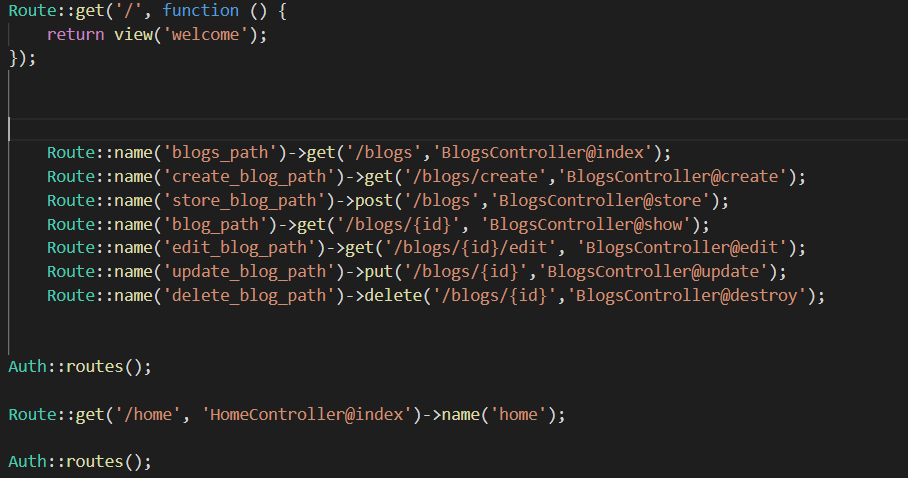 Route::get('/', function () {
    return view('welcome');
});
    Route::name('blogs_path')->get('/blogs','BlogsController@index');
    Route::name('create_blog_path')->get('/blogs/create','BlogsController@create');
    Route::name('store_blog_path')->post('/blogs','BlogsController@store');
    Route::name('blog_path')->get('/blogs/{id}', 'BlogsController@show');
    Route::name('edit_blog_path')->get('/blogs/{id}/edit', 'BlogsController@edit');
    Route::name('update_blog_path')->put('/blogs/{id}','BlogsController@update');
    Route::name('delete_blog_path')->delete('/blogs/{id}','BlogsController@destroy');
Auth::routes();
Route::get('/home', 'HomeController@index')->name('home');
Auth::routes();